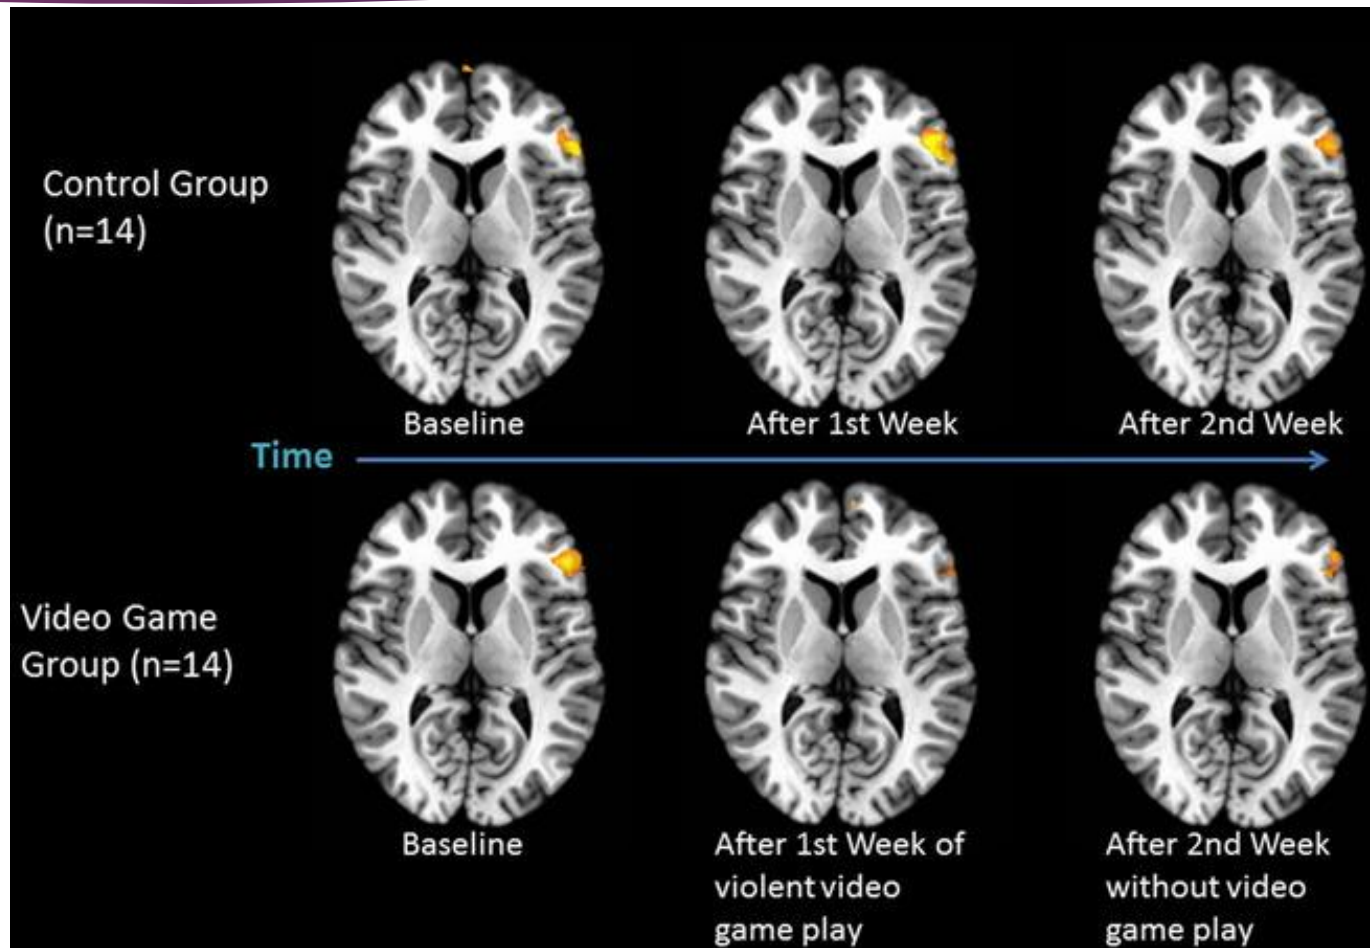 Control Group
(n=14)
Baseline
After 1st Week
After 2nd Week
Time
Video Game
Group (n=14)
Baseline
After 1st Week of
violent video
game play
After 2nd Week
without video
game play